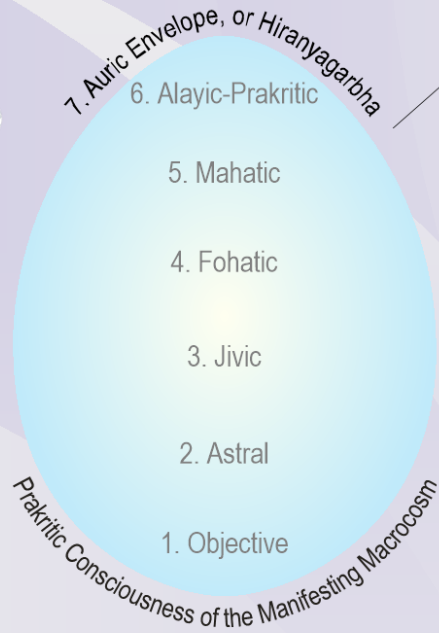 7. Auric Envelope, or Hiranyagarbha
6. Alayic-Prakritic
5. Mahatic
4. Fohatic
3. Jivic
2. Astral
1. Objective
Prakritic Consciousness of the Manifesting Macrocosm